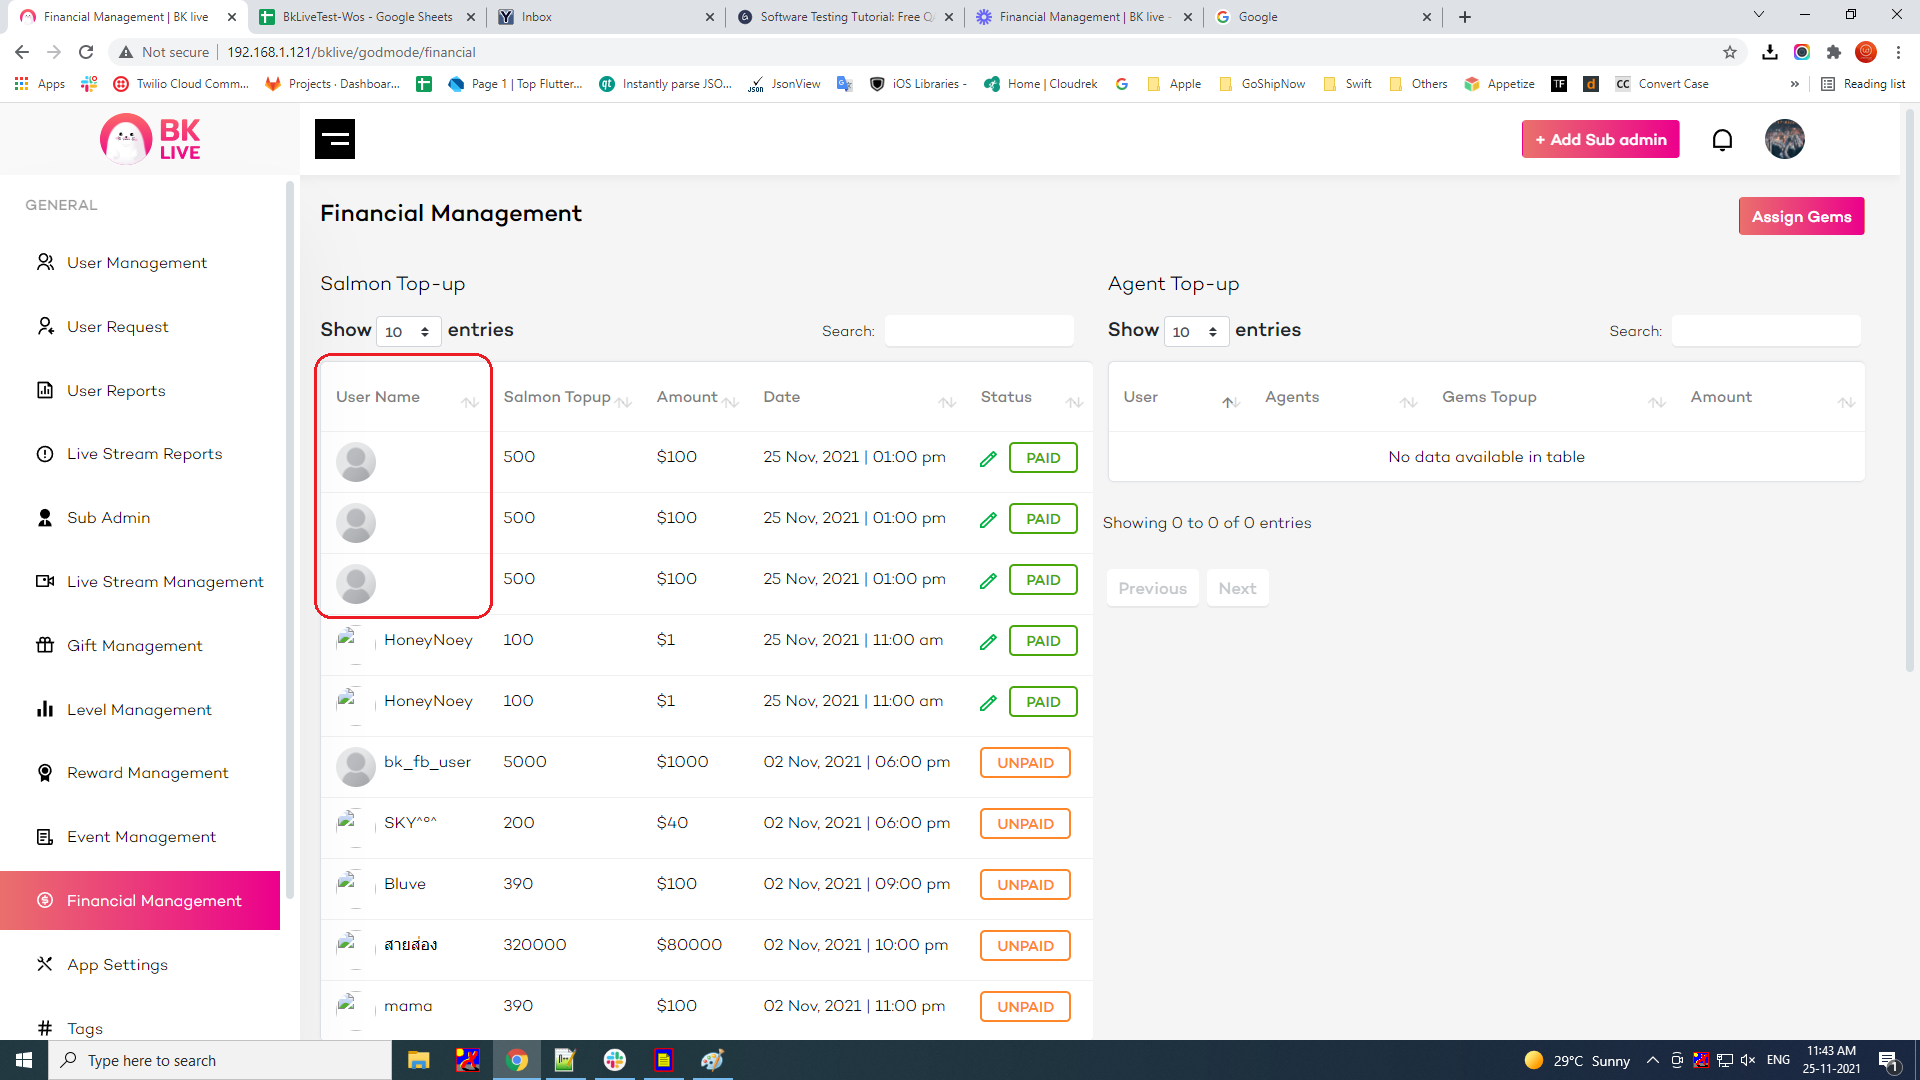 Financial Management | BK live
BkLiveTest-Wos - Google Sheets
Inbox
Software Testing Tutorial: Free Q
Financial Management | BK live -
Google
Not secure
192.168.1.121/bklive/godmode/financial
Apps
Twilio Cloud Comm...
Projects · Dashboar...
Page 1 | Top Flutter...
Instantly parse JSO...
JsonView
iOS Libraries -
Home | Cloudrek
Apple
GoShipNow
Swift
Others
Appetize
TF
d
CC Convert Case
»
Reading list
BK LIVE
+ Add Sub admin
GENERAL
User Management
User Request
User Reports
Live Stream Reports
Sub Admin
Live Stream Management
Gift Management
Level Management
Reward Management
Event Management
Financial Management
App Settings
Tags
Financial Management
Assign Gems
Salmon Top-up
Show 10 entries
Search:
User Name Salmon Topup Amount Date Status
500 $100 25 Nov, 2021 | 01:00 pm PAID
500 $100 25 Nov, 2021 | 01:00 pm PAID
500 $100 25 Nov, 2021 | 01:00 pm PAID
HoneyNoey 100 $1 25 Nov, 2021 | 11:00 am PAID
HoneyNoey 100 $1 25 Nov, 2021 | 11:00 am PAID
bk_fb_user 5000 $1000 02 Nov, 2021 | 06:00 pm UNPAID
SKY^°^ 200 $40 02 Nov, 2021 | 06:00 pm UNPAID
Bluve 390 $100 02 Nov, 2021 | 09:00 pm UNPAID
สายส่อง 320000 $80000 02 Nov, 2021 | 10:00 pm UNPAID
mama 390 $100 02 Nov, 2021 | 11:00 pm UNPAID
Agent Top-up
Show 10 entries
Search:
User Agents Gems Topup Amount
No data available in table
Showing 0 to 0 of 0 entries
Previous Next
Type here to search
29°C Sunny
ENG
11:43 AM
25-11-2021
1